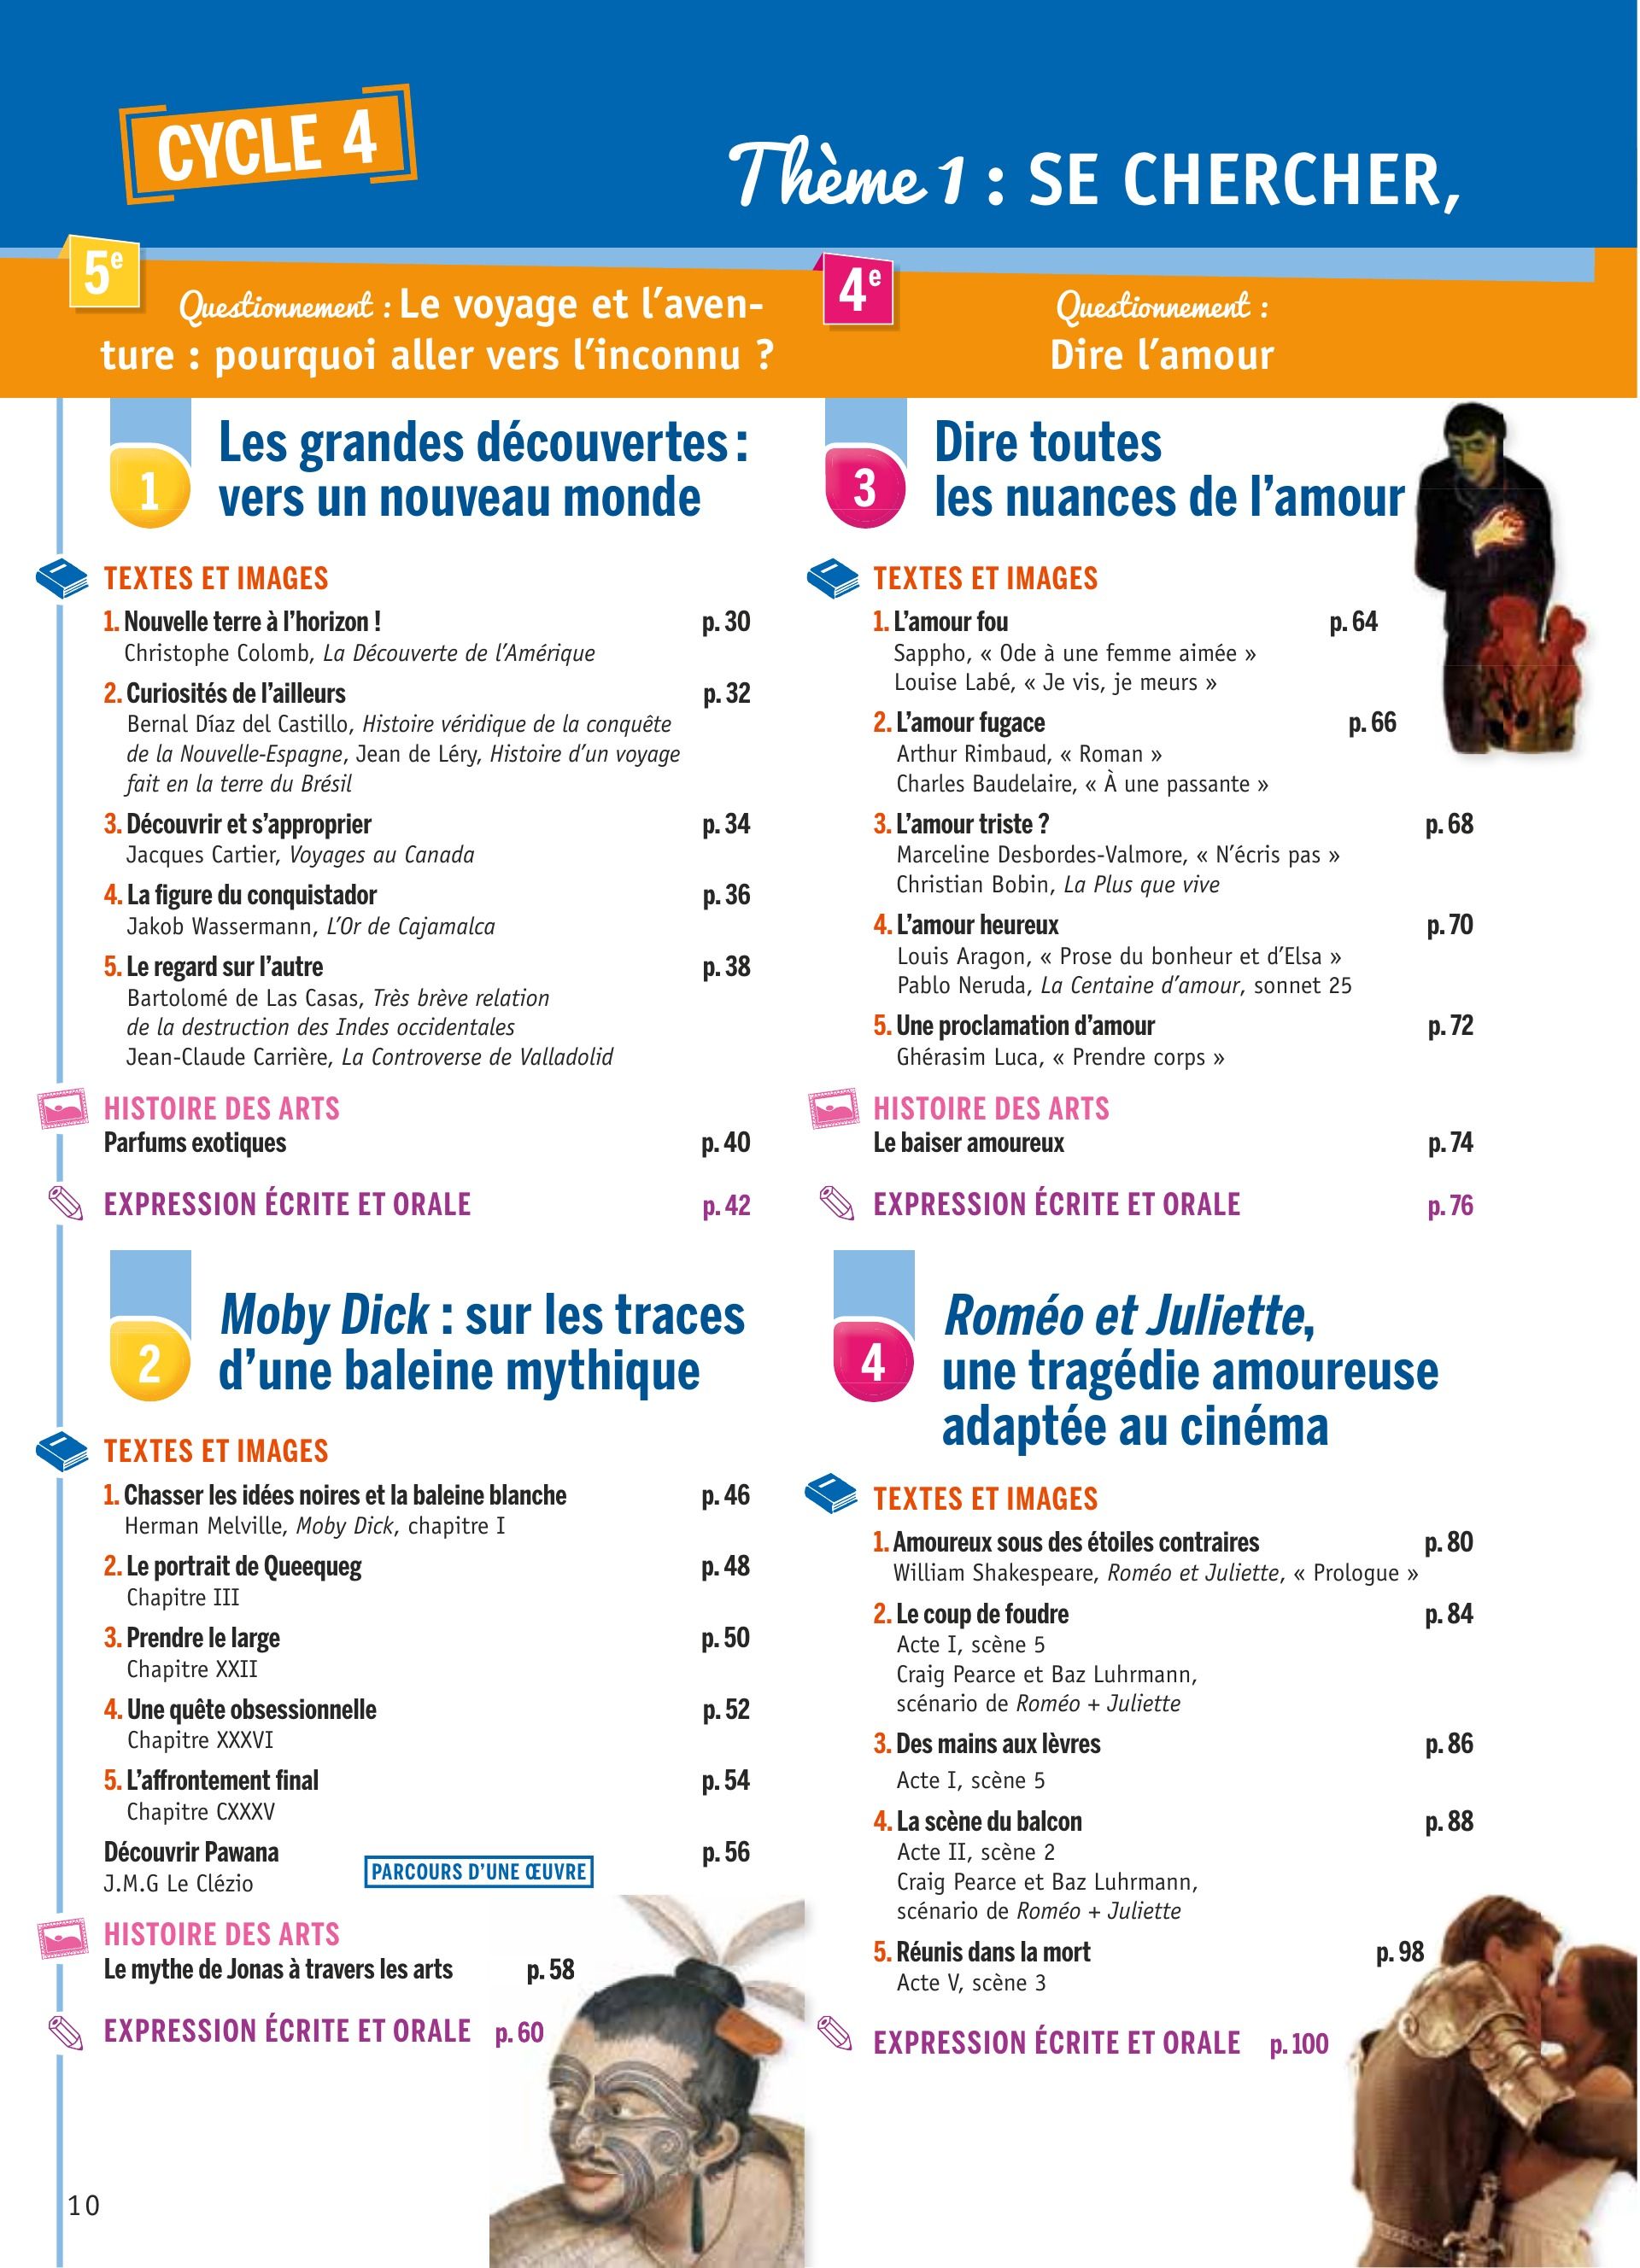 CYCLE 4
Thème 1 : SE CHERCHER,
5e
Questionnement : Le voyage et l’aven-
ture : pourquoi aller vers l’inconnu ?
1
Les grandes découvertes :
vers un nouveau monde
TEXTES ET IMAGES
1. Nouvelle terre à l’horizon ! p. 30
Christophe Colomb, La Découverte de l’Amérique
2. Curiosités de l’ailleurs p. 32
Bernal Díaz del Castillo, Histoire véridique de la conquête
de la Nouvelle-Espagne, Jean de Léry, Histoire d’un voyage
fait en la terre du Brésil
3. Découvrir et s’approprier p. 34
Jacques Cartier, Voyages au Canada
4. La figure du conquistador p. 36
Jakob Wassermann, L’Or de Cajamalca
5. Le regard sur l’autre p. 38
Bartolomé de Las Casas, Très brève relation
de la destruction des Indes occidentales
Jean-Claude Carrière, La Controverse de Valladolid
HISTOIRE DES ARTS
Parfums exotiques p. 40
EXPRESSION ÉCRITE ET ORALE p. 42
2
Moby Dick : sur les traces
d’une baleine mythique
TEXTES ET IMAGES
1. Chasser les idées noires et la baleine blanche p. 46
Herman Melville, Moby Dick, chapitre I
2. Le portrait de Queequeg p. 48
Chapitre III
3. Prendre le large p. 50
Chapitre XXII
4. Une quête obsessionnelle p. 52
Chapitre XXXVI
5. L’affrontement final p. 54
Chapitre CXXXV
Découvrir Pawana p. 56
J.M.G Le Clézio PARCOURS D’UNE ŒUVRE
HISTOIRE DES ARTS
Le mythe de Jonas à travers les arts p. 58
EXPRESSION ÉCRITE ET ORALE p. 60
4e
Questionnement :
Dire l’amour
3
Dire toutes
les nuances de l’amour
TEXTES ET IMAGES
1. L’amour fou p. 64
Sappho, « Ode à une femme aimée »
Louise Labé, « Je vis, je meurs »
2. L’amour fugace p. 66
Arthur Rimbaud, « Roman »
Charles Baudelaire, « À une passante »
3. L’amour triste ? p. 68
Marceline Desbordes-Valmore, « N’écris pas »
Christian Bobin, La Plus que vive
4. L’amour heureux p. 70
Louis Aragon, « Prose du bonheur et d’Elsa »
Pablo Neruda, La Centaine d’amour, sonnet 25
5. Une proclamation d’amour p. 72
Ghérasim Luca, « Prendre corps »
HISTOIRE DES ARTS
Le baiser amoureux p. 74
EXPRESSION ÉCRITE ET ORALE p. 76
4
Roméo et Juliette,
une tragédie amoureuse
adaptée au cinéma
TEXTES ET IMAGES
1. Amoureux sous des étoiles contraires p. 80
William Shakespeare, Roméo et Juliette, « Prologue »
2. Le coup de foudre p. 84
Acte I, scène 5
Craig Pearce et Baz Luhrmann,
scénario de Roméo + Juliette
3. Des mains aux lèvres p. 86
Acte I, scène 5
4. La scène du balcon p. 88
Acte II, scène 2
Craig Pearce et Baz Luhrmann,
scénario de Roméo + Juliette
5. Réunis dans la mort p. 98
Acte V, scène 3
EXPRESSION ÉCRITE ET ORALE p. 100
10